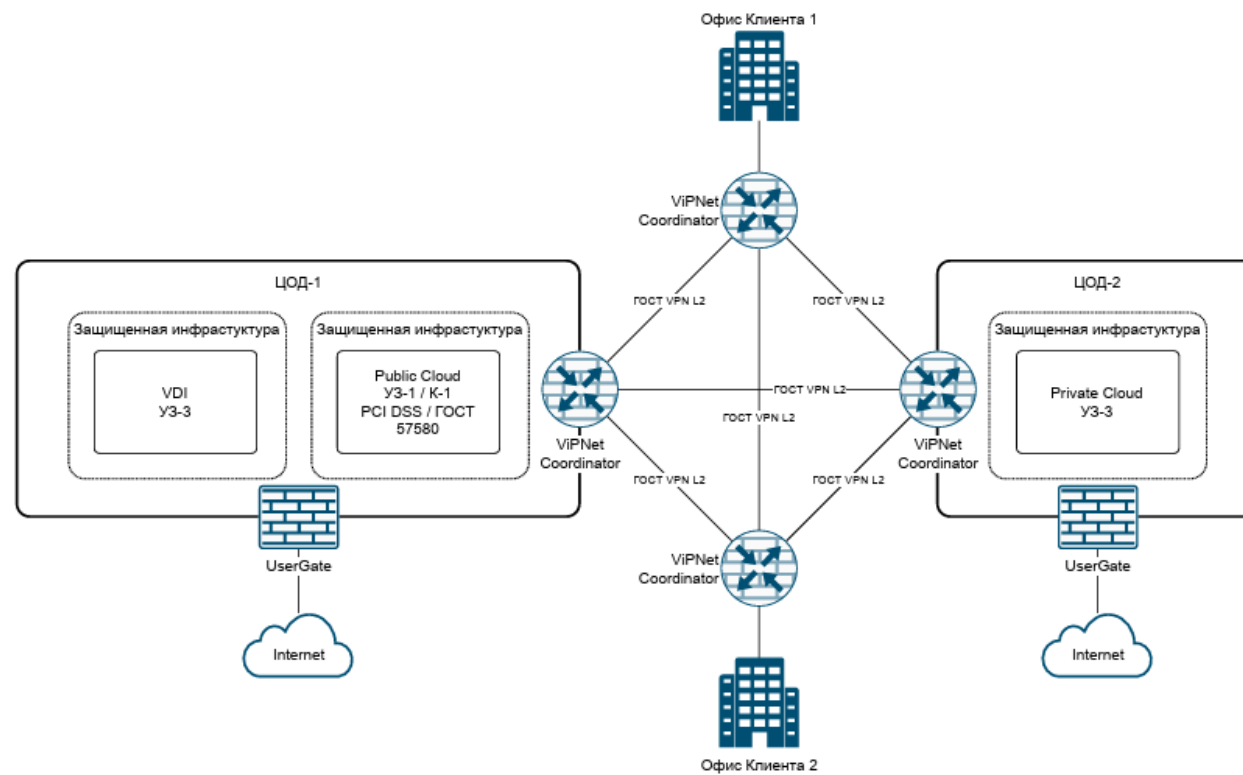 Офис Клиента 1
ViPNet
Coordinator
ЦОД-1
ЦОД-2
ГОСТ VPN L2
ГОСТ VPN L2
Защищенная инфрастуктура
Защищенная инфрастуктура
Защищенная инфрастуктура
VDI
УЗ-3
Public Cloud
УЗ-1 / К-1
PCI DSS / ГОСТ
57580
Private Cloud
УЗ-3
ГОСТ VPN L2
ГОСТ VPN L2
ViPNet
Coordinator
ViPNet
Coordinator
ГОСТ VPN L2
ГОСТ VPN L2
ViPNet
Coordinator
UserGate
UserGate
Internet
Internet
Офис Клиента 2